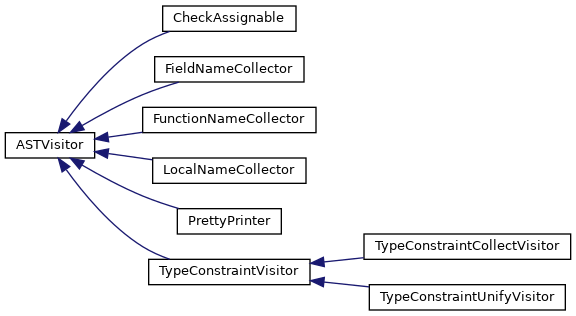 CheckAssignable
FieldNameCollector
FunctionNameCollector
ASTVisitor
LocalNameCollector
PrettyPrinter
TypeConstraintCollectVisitor
TypeConstraintVisitor
TypeConstraintUnifyVisitor